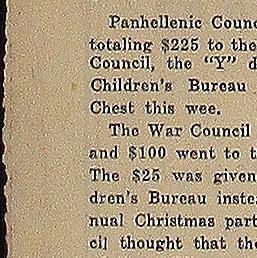 Panhellenic Counc
totaling $225 to the
Council, the "Y" d
Children's Bureau
Chest this wee.
The War Council
and $100 went to t
The $25 was given
dren's Bureau inste
nual Christmas part
cil thought that the